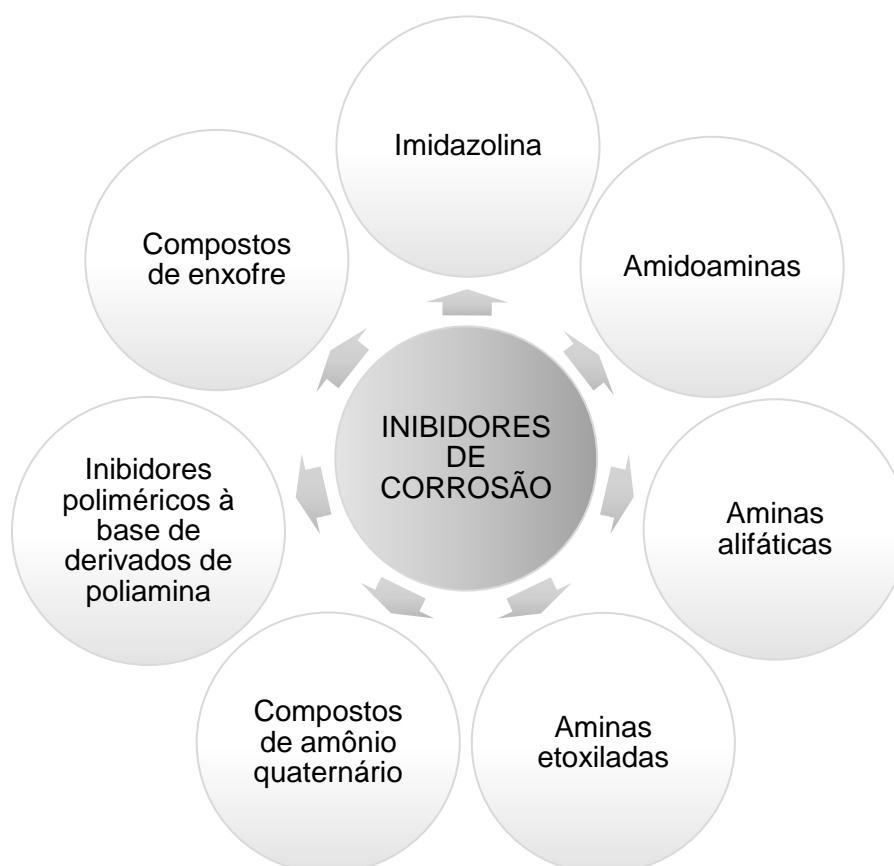 Imidazolina
Amidoaminas
Aminas
alifáticas
Aminas
etoxiladas
Compostos
de amônio
quaternário
Inibidores
poliméricos à
base de
derivados de
poliamina
Compostos
de enxofre
INIBIDORES
DE
CORROSÃO